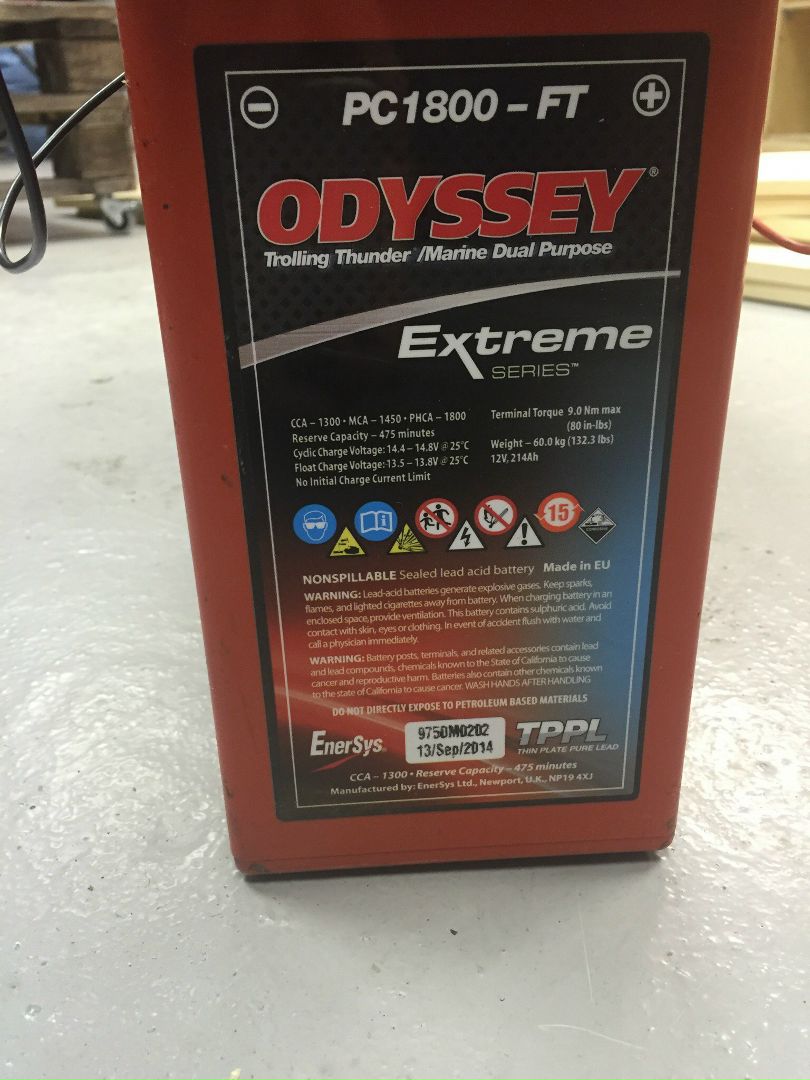 PC1800 – FT
ODYSSEY®
Trolling Thunder /Marine Dual Purpose
Extreme
SERIES™
CCA – 1300 • MCA – 1450 • PHCA – 1800
Reserve Capacity – 475 minutes
Cyclic Charge Voltage: 14.4 – 14.8V @ 25°C
Float Charge Voltage: 13.5 – 13.8V @ 25°C
No Initial Charge Current Limit
Terminal Torque 9.0 Nm max
(80 in-lbs)
Weight – 60.0 kg (132.3 lbs)
12V, 214Ah
15
CORROSIVE
NONSPILLABLE Sealed lead acid battery Made in EU
WARNING: Lead-acid batteries generate explosive gases. Keep sparks,
flames, and lighted cigarettes away from battery. When charging battery in an
enclosed space, provide ventilation. This battery contains sulphuric acid. Avoid
contact with skin, eyes or clothing. In event of accident flush with water and
call a physician immediately.
WARNING: Battery posts, terminals, and related accessories contain lead
and lead compounds, chemicals known to the State of California to cause
cancer and reproductive harm. Batteries also contain other chemicals known
to the state of California to cause cancer. WASH HANDS AFTER HANDLING
DO NOT DIRECTLY EXPOSE TO PETROLEUM BASED MATERIALS
EnerSys®
9750M0202
13/Sep/2014
TPPL
THIN PLATE PURE LEAD
CCA – 1300 • Reserve Capacity – 475 minutes
Manufactured by: EnerSys Ltd., Newport, U.K., NP19 4XJ